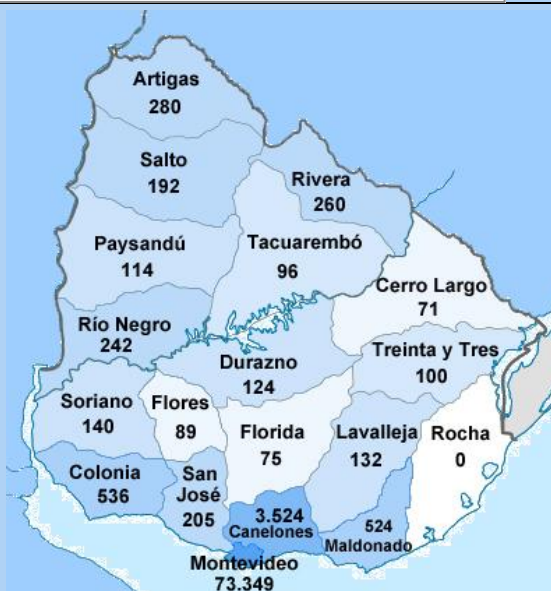 Artigas
280
Salto
192
Rivera
260
Paysandú
114
Tacuarembó
96
Cerro Largo
71
Río Negro
242
Durazno
124
Treinta y Tres
100
Soriano
140
Flores
89
Florida
75
Lavalleja
132
Rocha
0
Colonia
536
San
José
205
3.524
Canelones
524
Maldonado
Montevideo
73.349